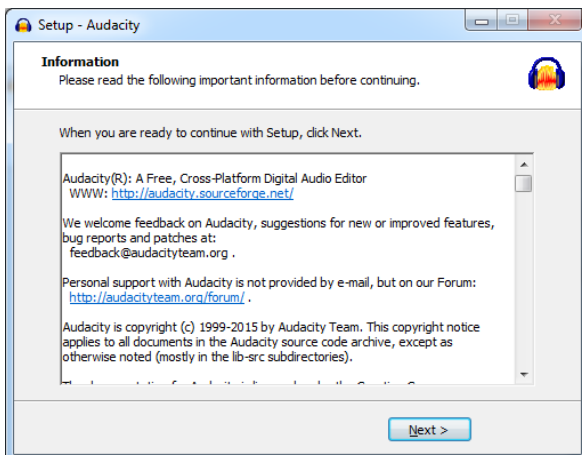 Setup - Audacity
Information
Please read the following important information before continuing.
When you are ready to continue with Setup, click Next.
Audacity(R): A Free, Cross-Platform Digital Audio Editor
WWW: http://audacity.sourceforge.net/
We welcome feedback on Audacity, suggestions for new or improved features,
bug reports and patches at:
feedback@audacityteam.org .
Personal support with Audacity is not provided by e-mail, but on our Forum:
http://audacityteam.org/forum/ .
Audacity is copyright (c) 1999-2015 by Audacity Team. This copyright notice
applies to all documents in the Audacity source code archive, except as
otherwise noted (mostly in the lib-src subdirectories).
Next >